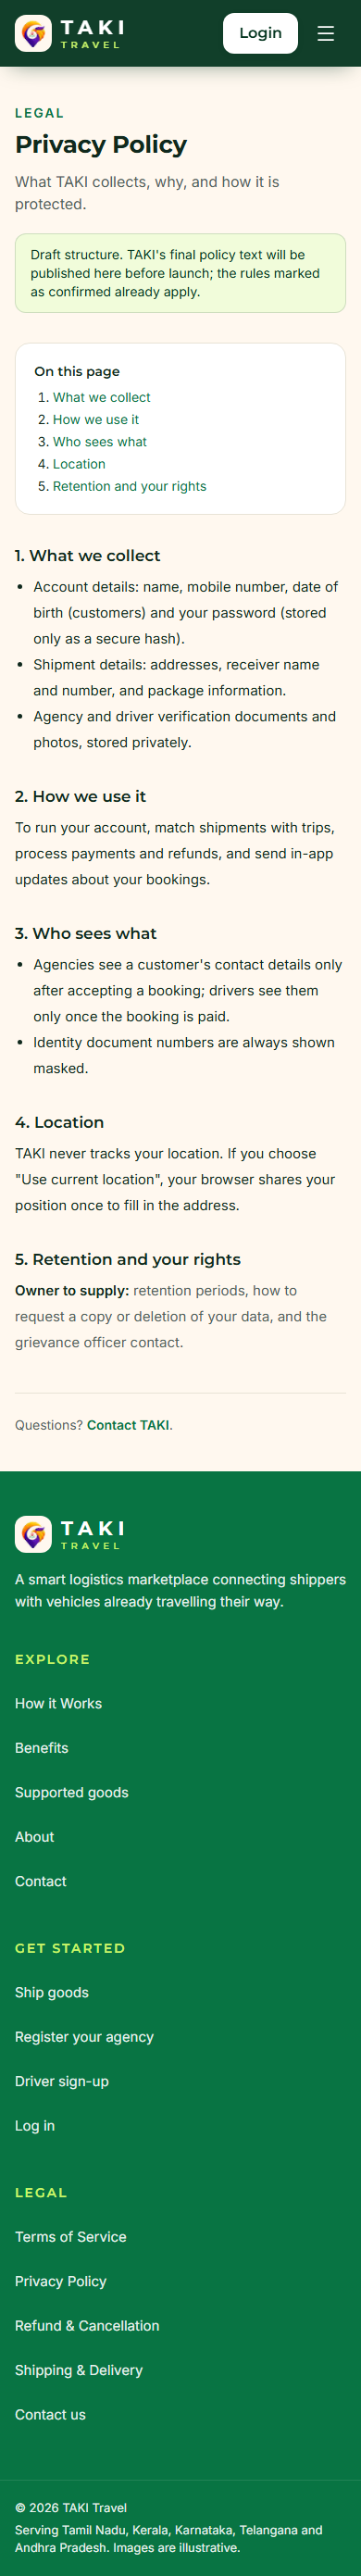 TAKI
TRAVEL
Login
LEGAL
Privacy Policy
What TAKI collects, why, and how it is
protected.
Draft structure. TAKI's final policy text will be
published here before launch; the rules marked
as confirmed already apply.
On this page
1. What we collect
2. How we use it
3. Who sees what
4. Location
5. Retention and your rights
1. What we collect
• Account details: name, mobile number, date of
birth (customers) and your password (stored
only as a secure hash).
• Shipment details: addresses, receiver name
and number, and package information.
• Agency and driver verification documents and
photos, stored privately.
2. How we use it
To run your account, match shipments with trips,
process payments and refunds, and send in-app
updates about your bookings.
3. Who sees what
• Agencies see a customer's contact details only
after accepting a booking; drivers see them
only once the booking is paid.
• Identity document numbers are always shown
masked.
4. Location
TAKI never tracks your location. If you choose
"Use current location", your browser shares your
position once to fill in the address.
5. Retention and your rights
Owner to supply: retention periods, how to
request a copy or deletion of your data, and the
grievance officer contact.
Questions? Contact TAKI.
TAKI
TRAVEL
A smart logistics marketplace connecting shippers
with vehicles already travelling their way.
EXPLORE
How it Works
Benefits
Supported goods
About
Contact
GET STARTED
Ship goods
Register your agency
Driver sign-up
Log in
LEGAL
Terms of Service
Privacy Policy
Refund & Cancellation
Shipping & Delivery
Contact us
© 2026 TAKI Travel
Serving Tamil Nadu, Kerala, Karnataka, Telangana and
Andhra Pradesh. Images are illustrative.